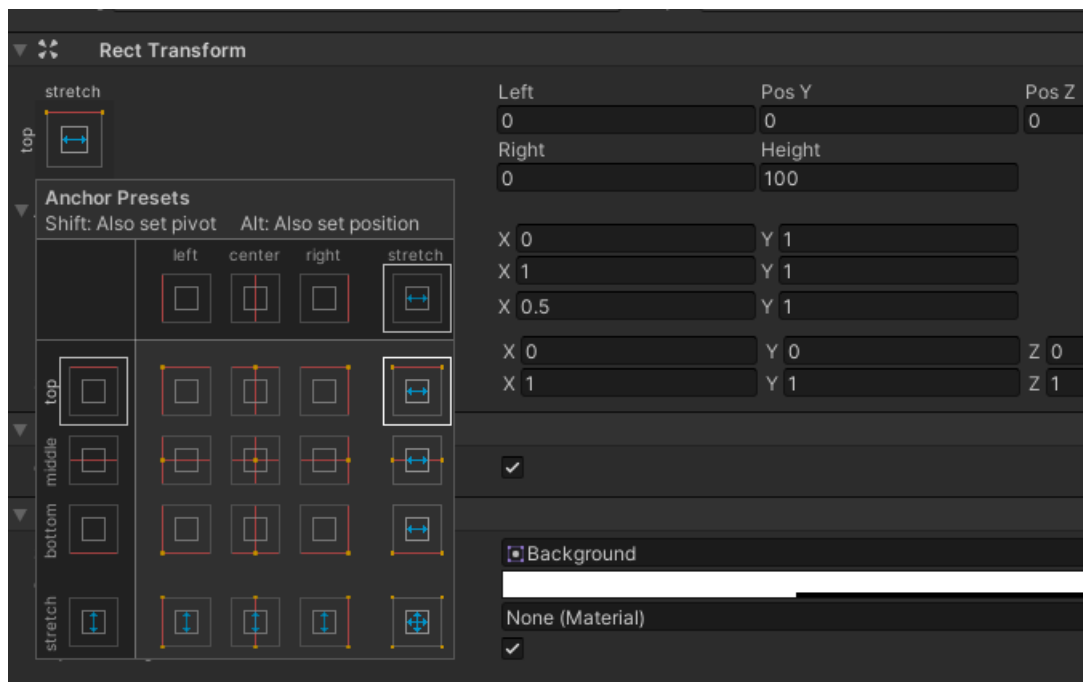 Rect Transform
stretch
top
Left Pos Y Pos Z
0 0 0
Right Height
0 100
Anchor Presets
Shift: Also set pivot Alt: Also set position
left center right stretch
top
middle
bottom
stretch
X 0 Y 1
X 1 Y 1
X 0.5 Y 1
X 0 Y 0 Z 0
X 1 Y 1 Z 1
Background
None (Material)